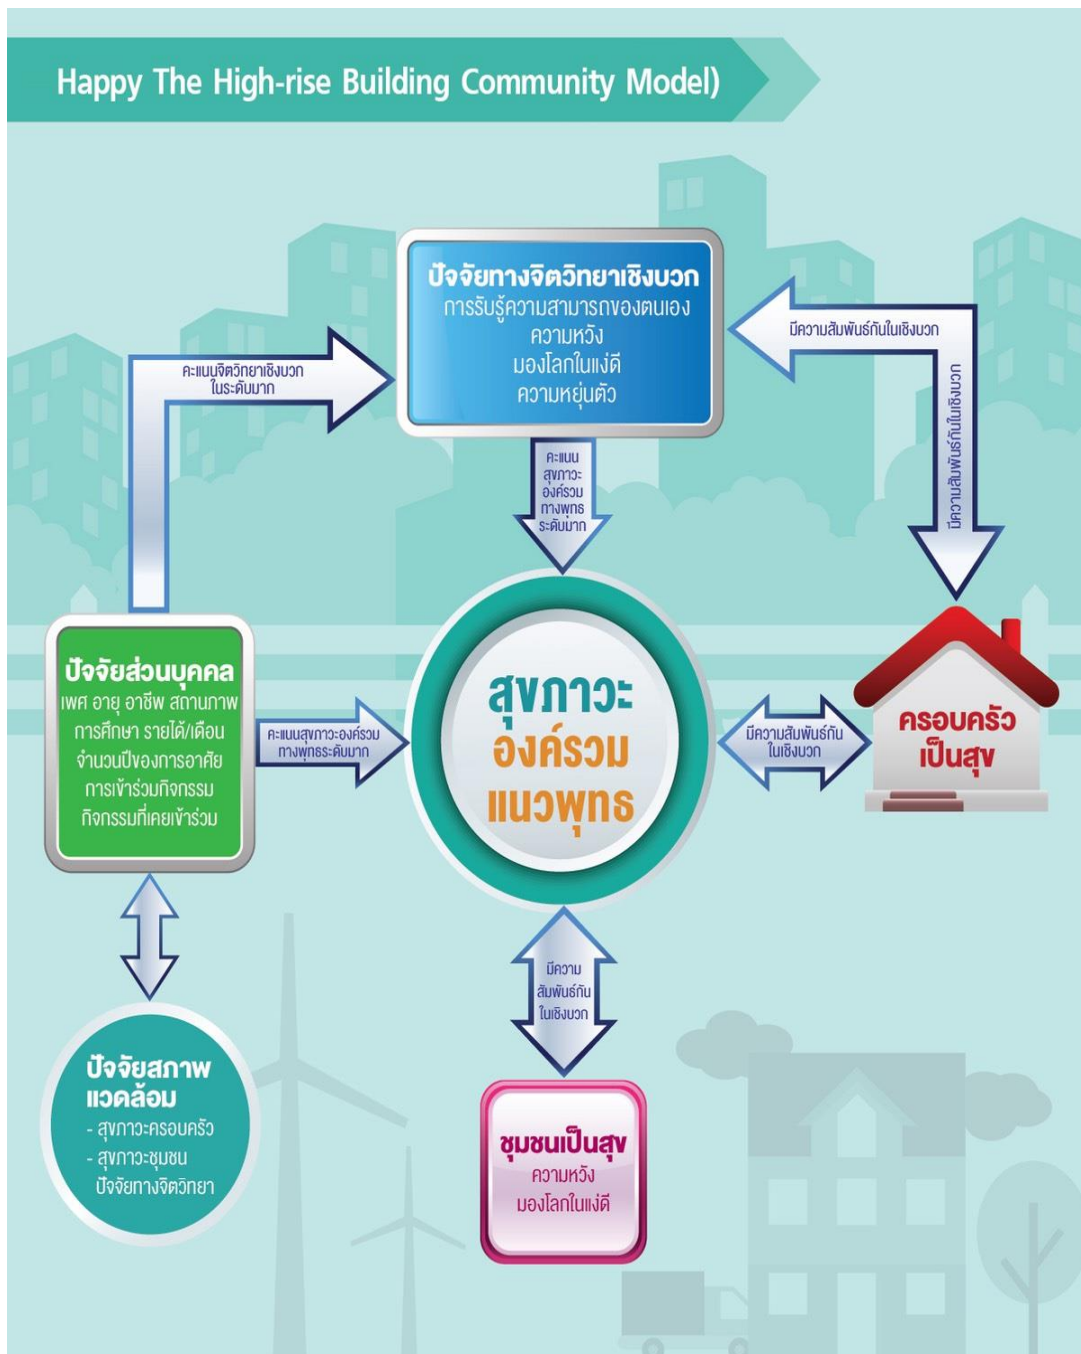 Happy The High-rise Building Community Model)
ปัจจัยทางจิตวิทยาเชิงบวก
การรับรู้ความสามารถของตนเอง
ความหวัง
มองโลกในแง่ดี
ความหยุ่นตัว
มีความสัมพันธ์กันในเชิงบวก
มีความสัมพันธ์กันในเชิงบวก
คะแนนจิตวิทยาเชิงบวก
ในระดับมาก
คะแนน
สุขภาวะ
องค์รวม
ทางพุทธ
ระดับมาก
ปัจจัยส่วนบุคคล
เพศ อายุ อาชีพ สถานภาพ
การศึกษา รายได้/เดือน
จำนวนปีของการอาศัย
การเข้าร่วมกิจกรรม
กิจกรรมที่เคยเข้าร่วม
คะแนนสุขภาวะองค์รวม
ทางพุทธระดับมาก
สุขภาวะ
องค์รวม
แนวพุทธ
มีความสัมพันธ์กัน
ในเชิงบวก
ครอบครัว
เป็นสุข
มีความ
สัมพันธ์กัน
ในเชิงบวก
ปัจจัยสภาพ
แวดล้อม
- สุขภาวะครอบครัว
- สุขภาวะชุมชน
ปัจจัยทางจิตวิทยา
ชุมชนเป็นสุข
ความหวัง
มองโลกในแง่ดี